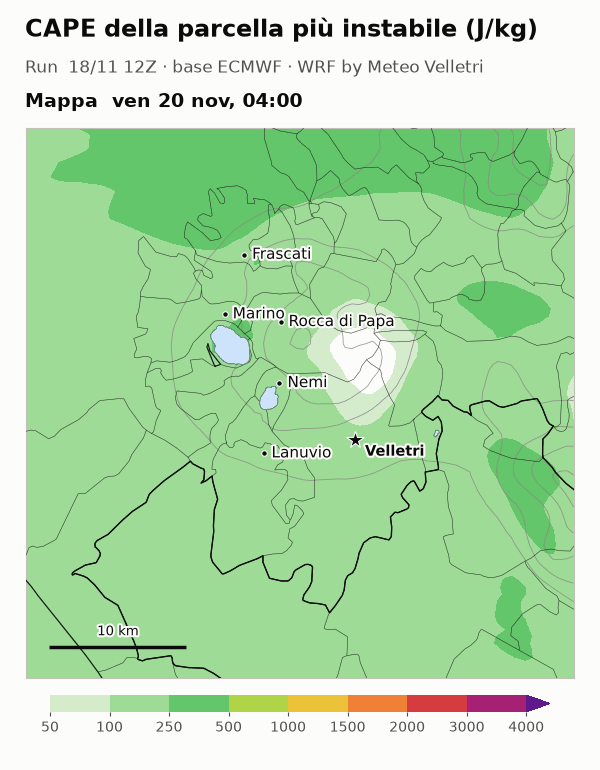 CAPE della parcella più instabile (J/kg)
Run  18/11 12Z · base ECMWF · WRF by Meteo Velletri
Mappa  ven 20 nov, 04:00
Frascati
Marino
Rocca di Papa
Nemi
Velletri
Lanuvio
10 km
50 100 250 500 1000 1500 2000 3000 4000